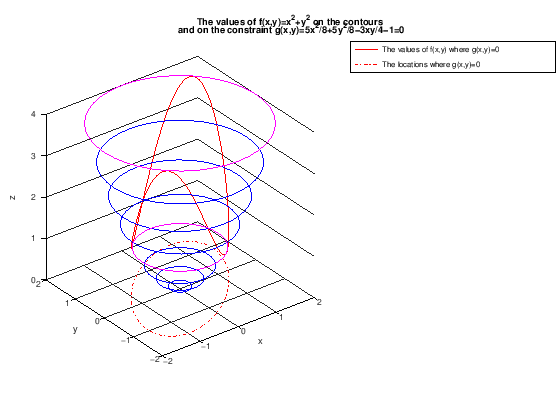 The values of f(x,y)=x²+y² on the contours
and on the constraint g(x,y)=5x²/8+5y²/8−3xy/4−1=0
The values of f(x,y) where g(x,y)=0
The locations where g(x,y)=0
4
3
2
1
0
z
2
1
0
−1
−2
y
−2
−1
0
1
2
x